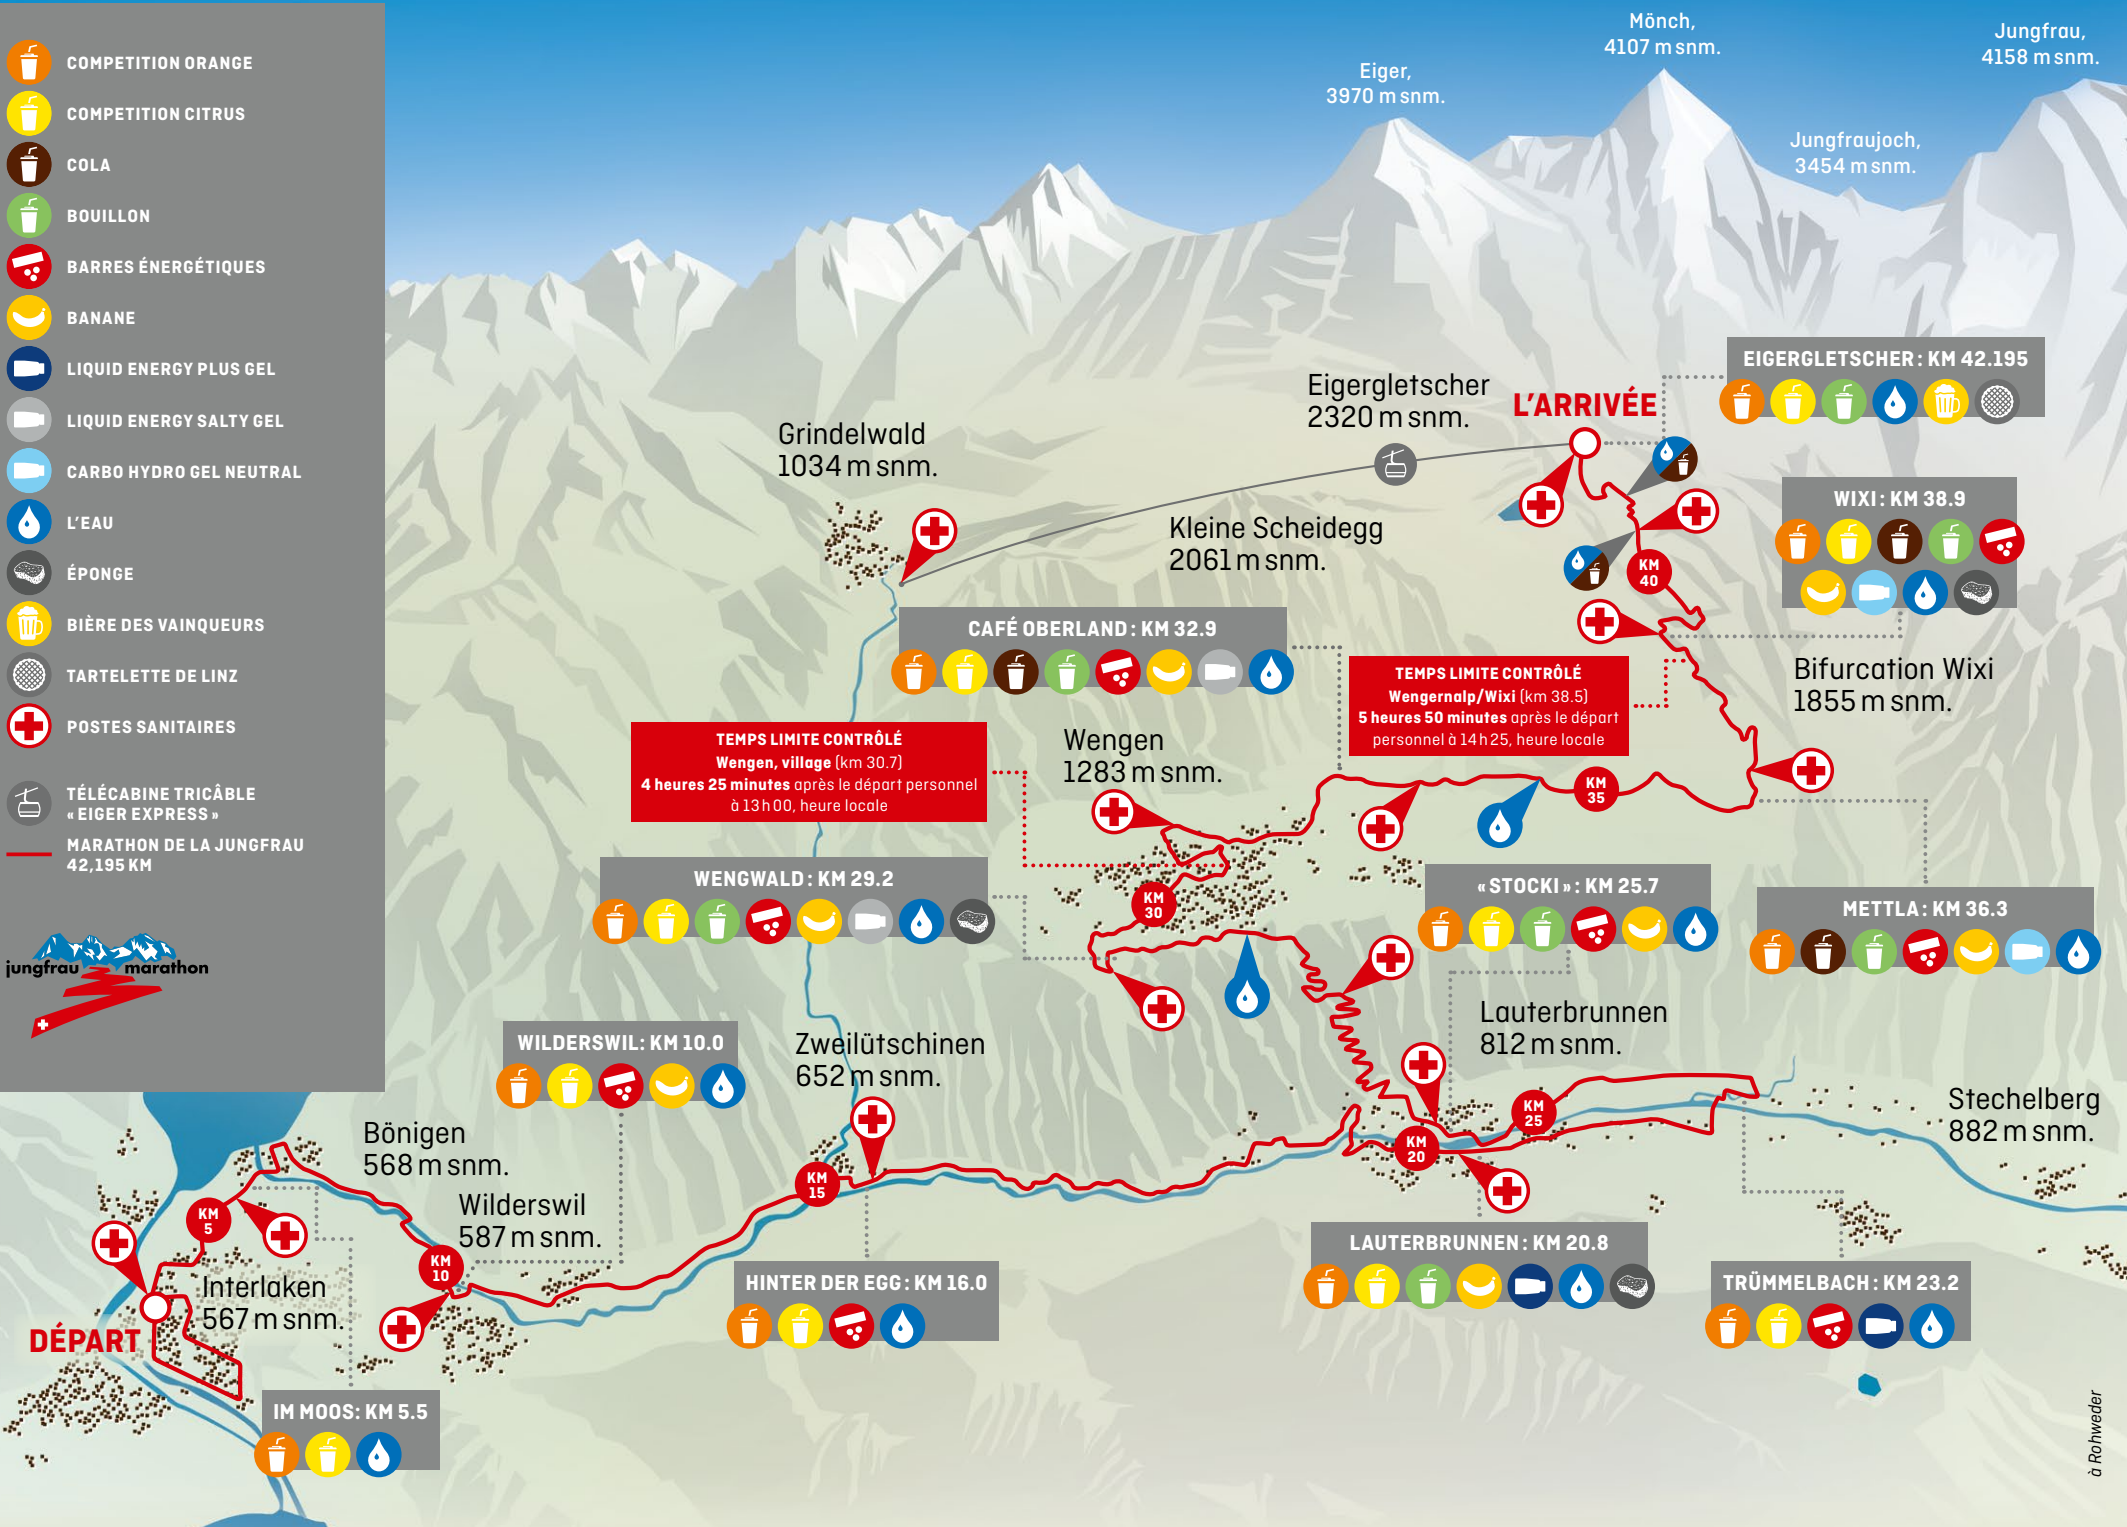 COMPETITION ORANGE
COMPETITION CITRUS
COLA
BOUILLON
BARRES ÉNERGÉTIQUES
BANANE
LIQUID ENERGY PLUS GEL
LIQUID ENERGY SALTY GEL
CARBO HYDRO GEL NEUTRAL
L'EAU
ÉPONGE
BIÈRE DES VAINQUEURS
TARTELETTE DE LINZ
POSTES SANITAIRES
TÉLÉCABINE TRICÂBLE
« EIGER EXPRESS »
MARATHON DE LA JUNGFRAU
42,195 KM
jungfrau marathon
Mönch,
4107 m snm.
Jungfrau,
4158 m snm.
Eiger,
3970 m snm.
Jungfraujoch,
3454 m snm.
EIGERGLETSCHER : KM 42.195
Eigergletscher
2320 m snm.
L'ARRIVÉE
Grindelwald
1034 m snm.
WIXI : KM 38.9
Kleine Scheidegg
2061 m snm.
KM
40
CAFÉ OBERLAND : KM 32.9
TEMPS LIMITE CONTRÔLÉ
Wengernalp/Wixi (km 38.5)
5 heures 50 minutes après le départ
personnel à 14 h 25, heure locale
Bifurcation Wixi
1855 m snm.
TEMPS LIMITE CONTRÔLÉ
Wengen, village (km 30.7)
4 heures 25 minutes après le départ personnel
à 13 h 00, heure locale
Wengen
1283 m snm.
KM
35
WENGWALD : KM 29.2
KM
30
« STOCKI » : KM 25.7
METTLA : KM 36.3
WILDERSWIL : KM 10.0
Zweilütschinen
652 m snm.
Lauterbrunnen
812 m snm.
Stechelberg
882 m snm.
KM
25
KM
20
Bönigen
568 m snm.
KM
15
Wilderswil
587 m snm.
KM
5
KM
10
LAUTERBRUNNEN : KM 20.8
Interlaken
567 m snm.
HINTER DER EGG : KM 16.0
TRÜMMELBACH : KM 23.2
DÉPART
IM MOOS: KM 5.5
à Rohweder